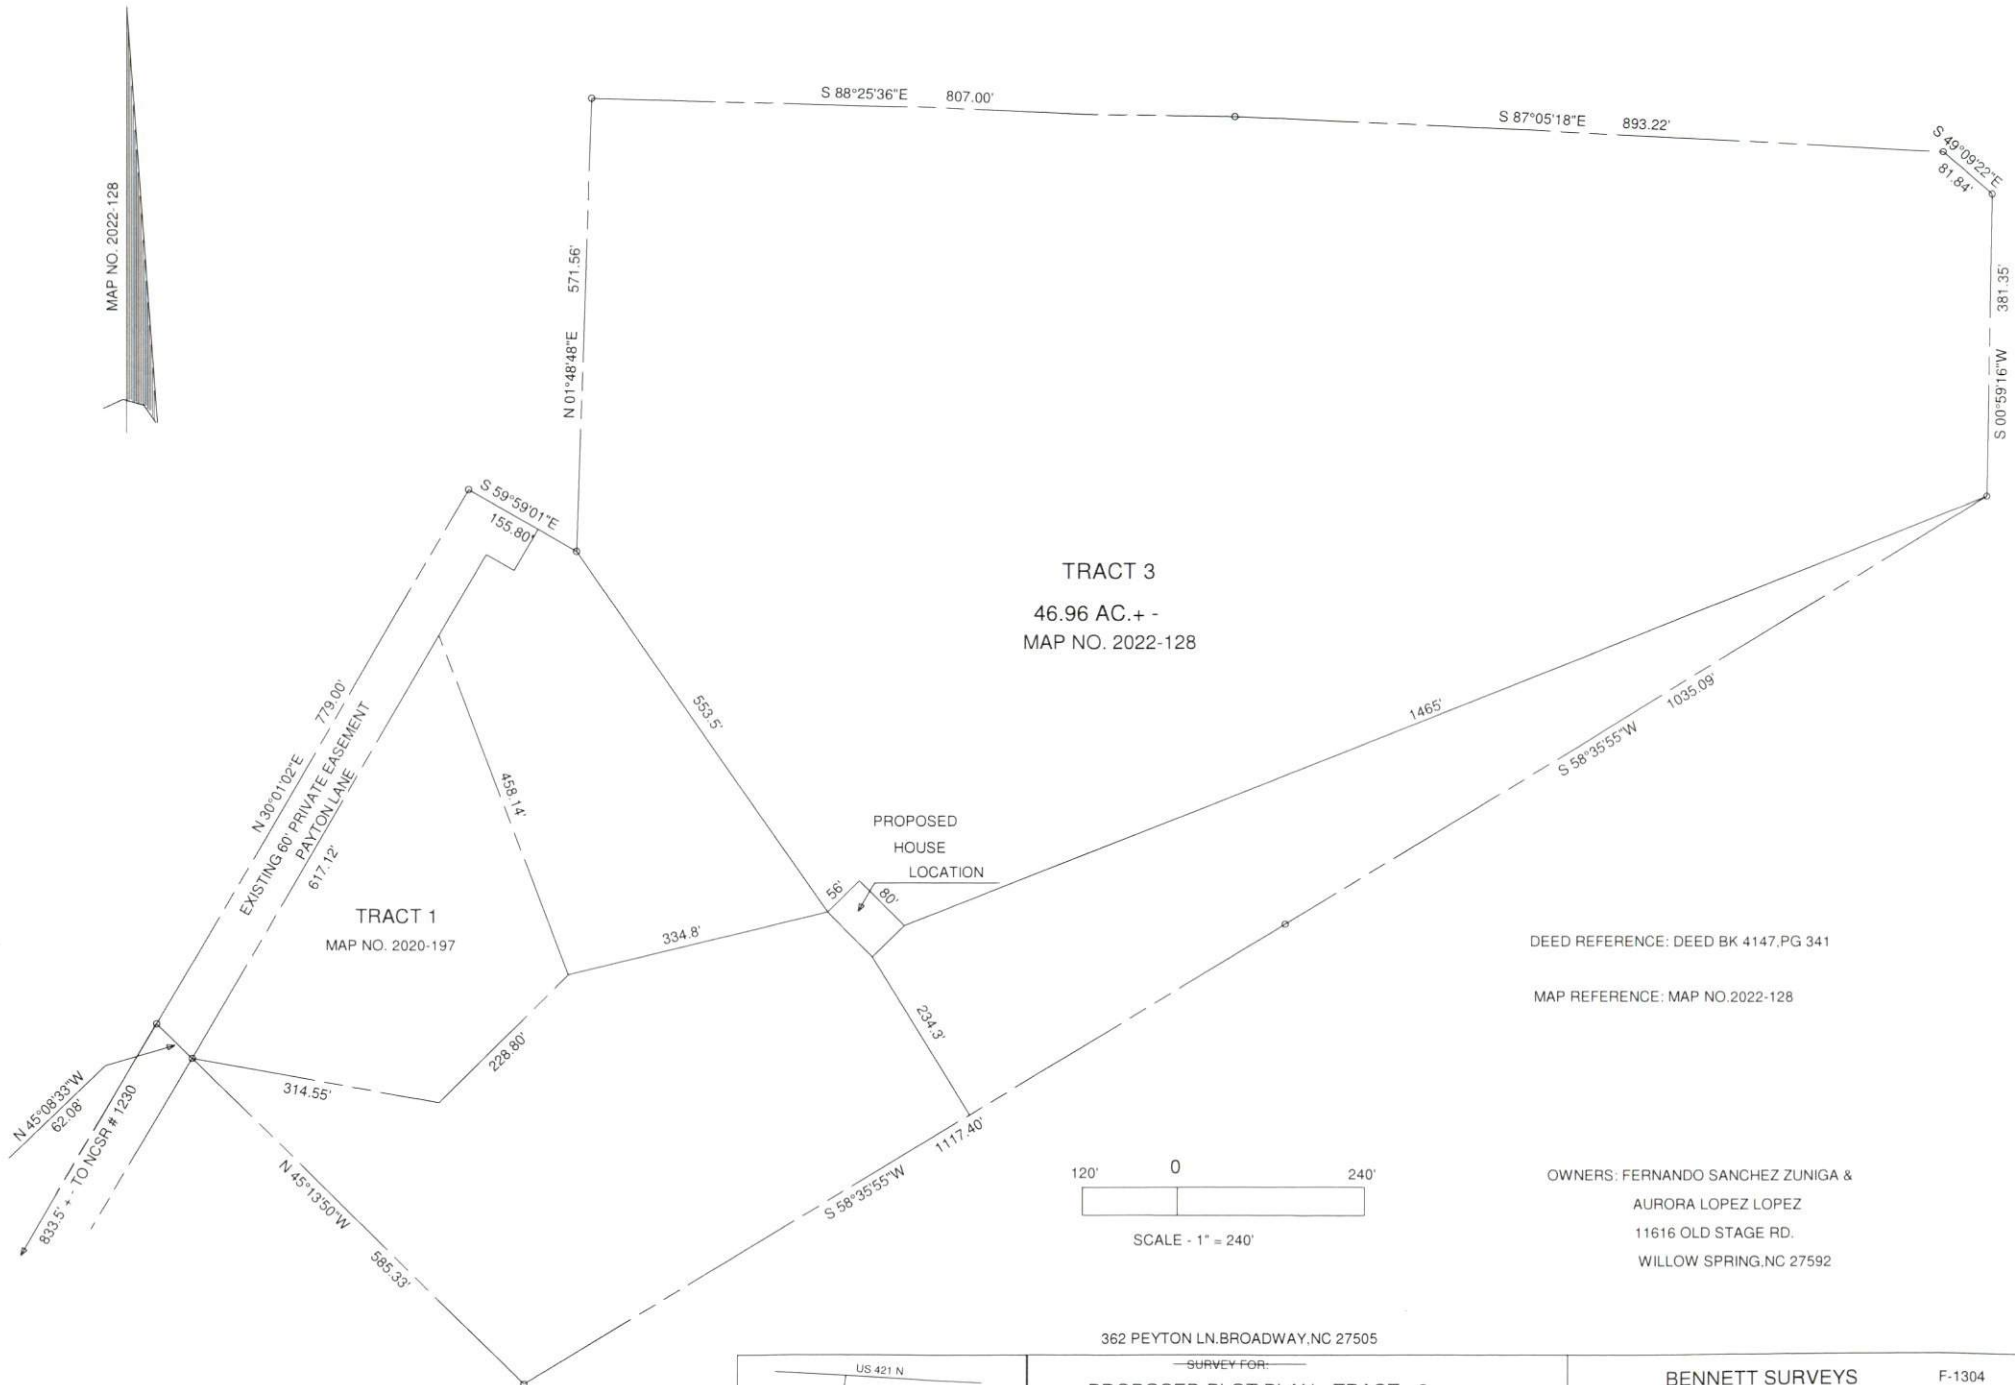 MAP NO. 2022-128
S 88°25'36"E 807.00'
S 87°05'18"E 893.22'
S 49°09'22"E
81.84'
N 01°48'48"E 571.56'
S 00°59'16"W 381.35'
S 59°59'01"E
155.80'
TRACT 3
46.96 AC.+ -
MAP NO. 2022-128
N 30°01'02"E 779.00'
EXISTING 60' PRIVATE EASEMENT
PAYTON LANE
617.12'
458.14'
553.5'
1465'
S 58°35'55"W 1035.09'
PROPOSED
HOUSE
LOCATION
56'
80'
TRACT 1
MAP NO. 2020-197
334.8'
DEED REFERENCE: DEED BK 4147,PG 341
MAP REFERENCE: MAP NO.2022-128
234.3'
228.80'
314.55'
N 45°08'33"W
62.08'
833.5' + - TO NCSR # 1230
N 45°13'50"W 585.33'
S 58°35'55"W 1117.40'
120' 0 240'
SCALE - 1" = 240'
OWNERS: FERNANDO SANCHEZ ZUNIGA &
AURORA LOPEZ LOPEZ
11616 OLD STAGE RD.
WILLOW SPRING,NC 27592
362 PEYTON LN.BROADWAY,NC 27505
US 421 N
SURVEY FOR:
BENNETT SURVEYS F-1304